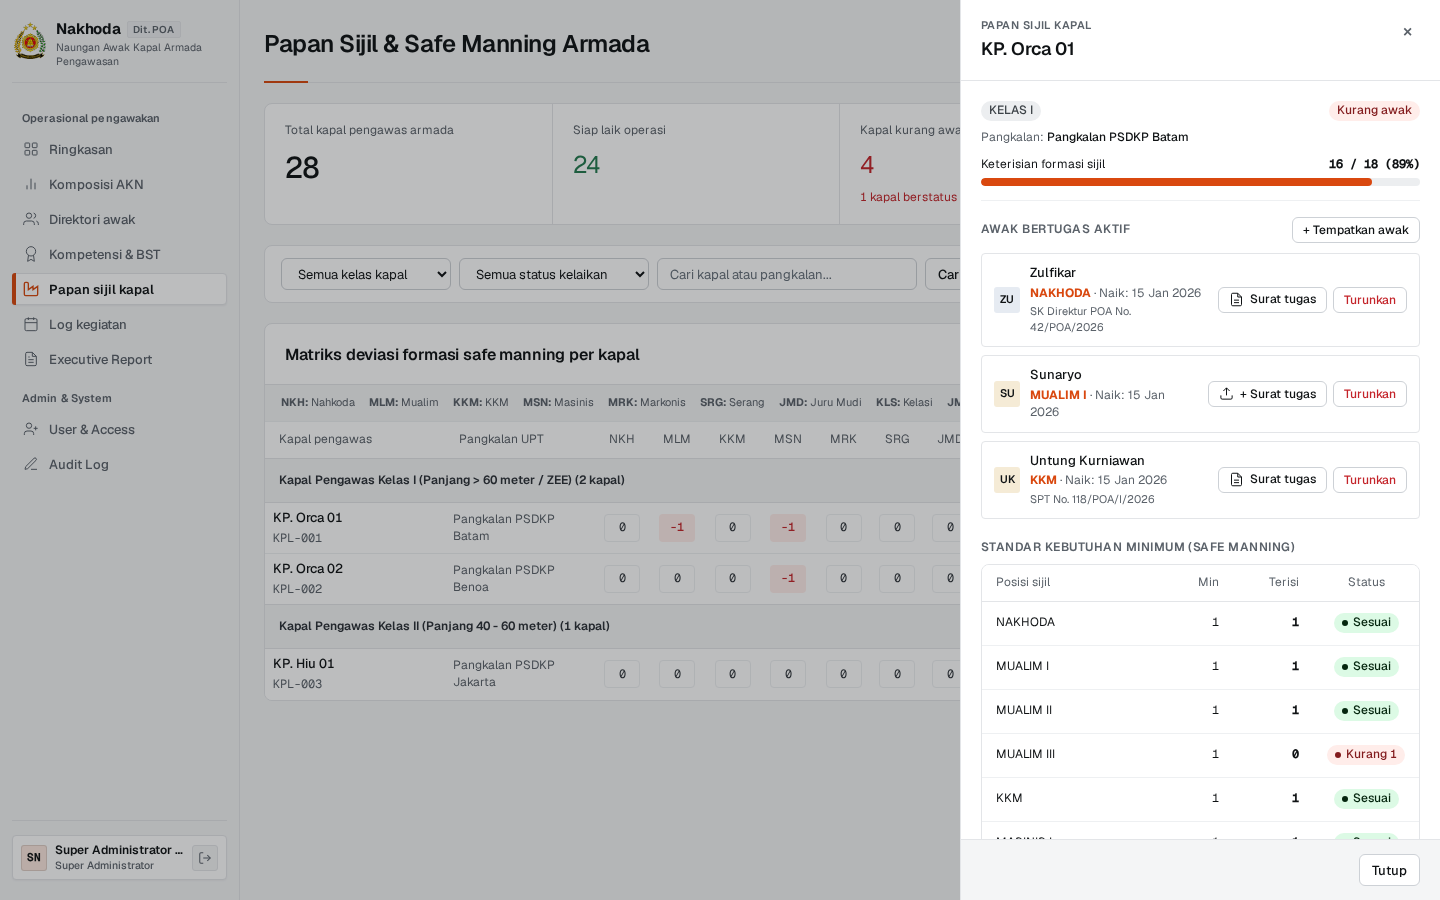 Nakhoda Dit. POA
Naungan Awak Kapal Armada
Pengawasan
Operasional pengawakan
Ringkasan
Komposisi AKN
Direktori awak
Kompetensi & BST
Papan sijil kapal
Log kegiatan
Executive Report
Admin & System
User & Access
Audit Log
SN
Super Administrator ...
Super Administrator
Papan Sijil & Safe Manning Armada
Total kapal pengawas armada
28
Siap laik operasi
24
Kapal kurang awa
4
1 kapal berstatus
Semua kelas kapal
Semua status kelaikan
Cari kapal atau pangkalan...
Car
Matriks deviasi formasi safe manning per kapal
NKH: Nahkoda MLM: Mualim KKM: KKM MSN: Masinis MRK: Markonis SRG: Serang JMD: Juru Mudi KLS: Kelasi JM
Kapal pengawas Pangkalan UPT NKH MLM KKM MSN MRK SRG JMD
Kapal Pengawas Kelas I (Panjang > 60 meter / ZEE) (2 kapal)
KP. Orca 01
KPL-001
Pangkalan PSDKP
Batam
0 -1 0 -1 0 0 0
KP. Orca 02
KPL-002
Pangkalan PSDKP
Benoa
0 0 0 -1 0 0 0
Kapal Pengawas Kelas II (Panjang 40 - 60 meter) (1 kapal)
KP. Hiu 01
KPL-003
Pangkalan PSDKP
Jakarta
0 0 0 0 0 0 0
PAPAN SIJIL KAPAL
KP. Orca 01
×
KELAS I
Kurang awak
Pangkalan: Pangkalan PSDKP Batam
Keterisian formasi sijil 16 / 18 (89%)
AWAK BERTUGAS AKTIF
+ Tempatkan awak
ZU
Zulfikar
NAKHODA · Naik: 15 Jan 2026
SK Direktur POA No.
42/POA/2026
Surat tugas
Turunkan
SU
Sunaryo
MUALIM I · Naik: 15 Jan
2026
+ Surat tugas
Turunkan
UK
Untung Kurniawan
KKM · Naik: 15 Jan 2026
SPT No. 118/POA/I/2026
Surat tugas
Turunkan
STANDAR KEBUTUHAN MINIMUM (SAFE MANNING)
Posisi sijil Min Terisi Status
NAKHODA 1 1 Sesuai
MUALIM I 1 1 Sesuai
MUALIM II 1 1 Sesuai
MUALIM III 1 0 Kurang 1
KKM 1 1 Sesuai
Tutup